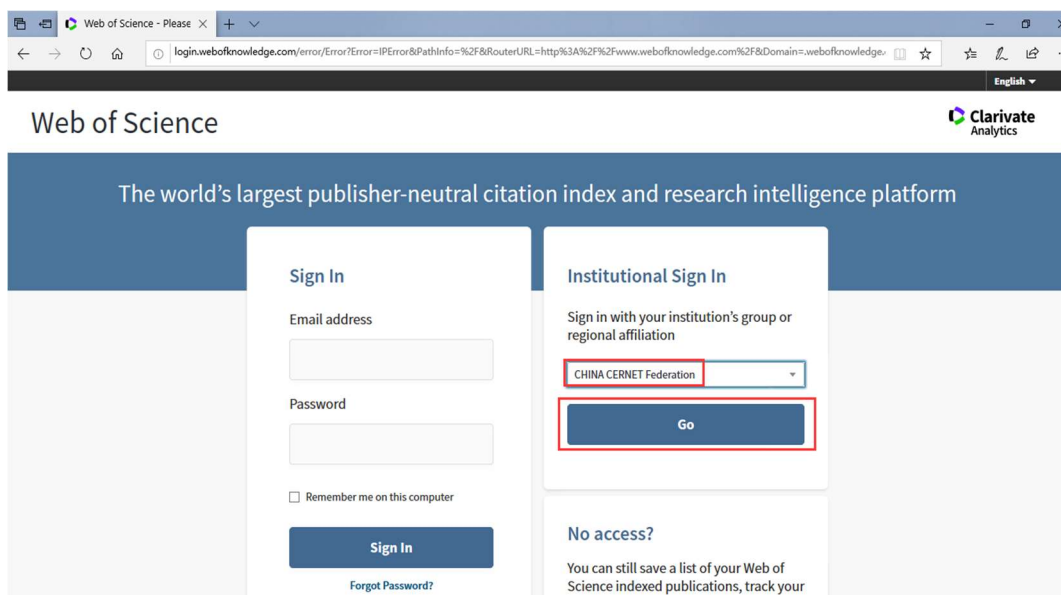 Web of Science - Please
login.webofknowledge.com/error/Error?Error=IPError&PathInfo=%2F&RouterURL=http%3A%2F%2Fwww.webofknowledge.com%2F&Domain=.webofknowledge.
English
Web of Science
Clarivate
Analytics
The world's largest publisher-neutral citation index and research intelligence platform
Sign In
Email address
Password
Remember me on this computer
Sign In
Forgot Password?
Institutional Sign In
Sign in with your institution's group or
regional affiliation
CHINA CERNET Federation
Go
No access?
You can still save a list of your Web of
Science indexed publications, track your